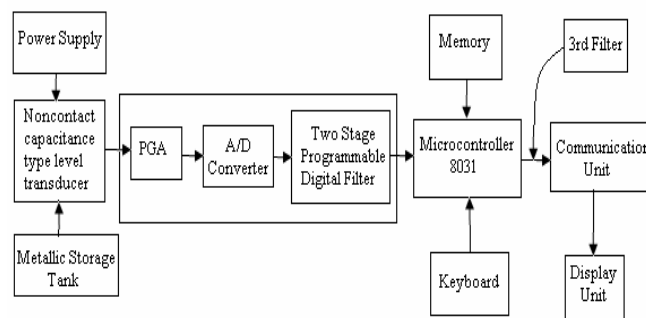 Power Supply
Noncontact
capacitance
type level
transducer
Metallic Storage
Tank
PGA
A/D
Converter
Two Stage
Programmable
Digital Filter
Memory
Microcontroller
8031
Keyboard
3rd Filter
Communication
Unit
Display
Unit